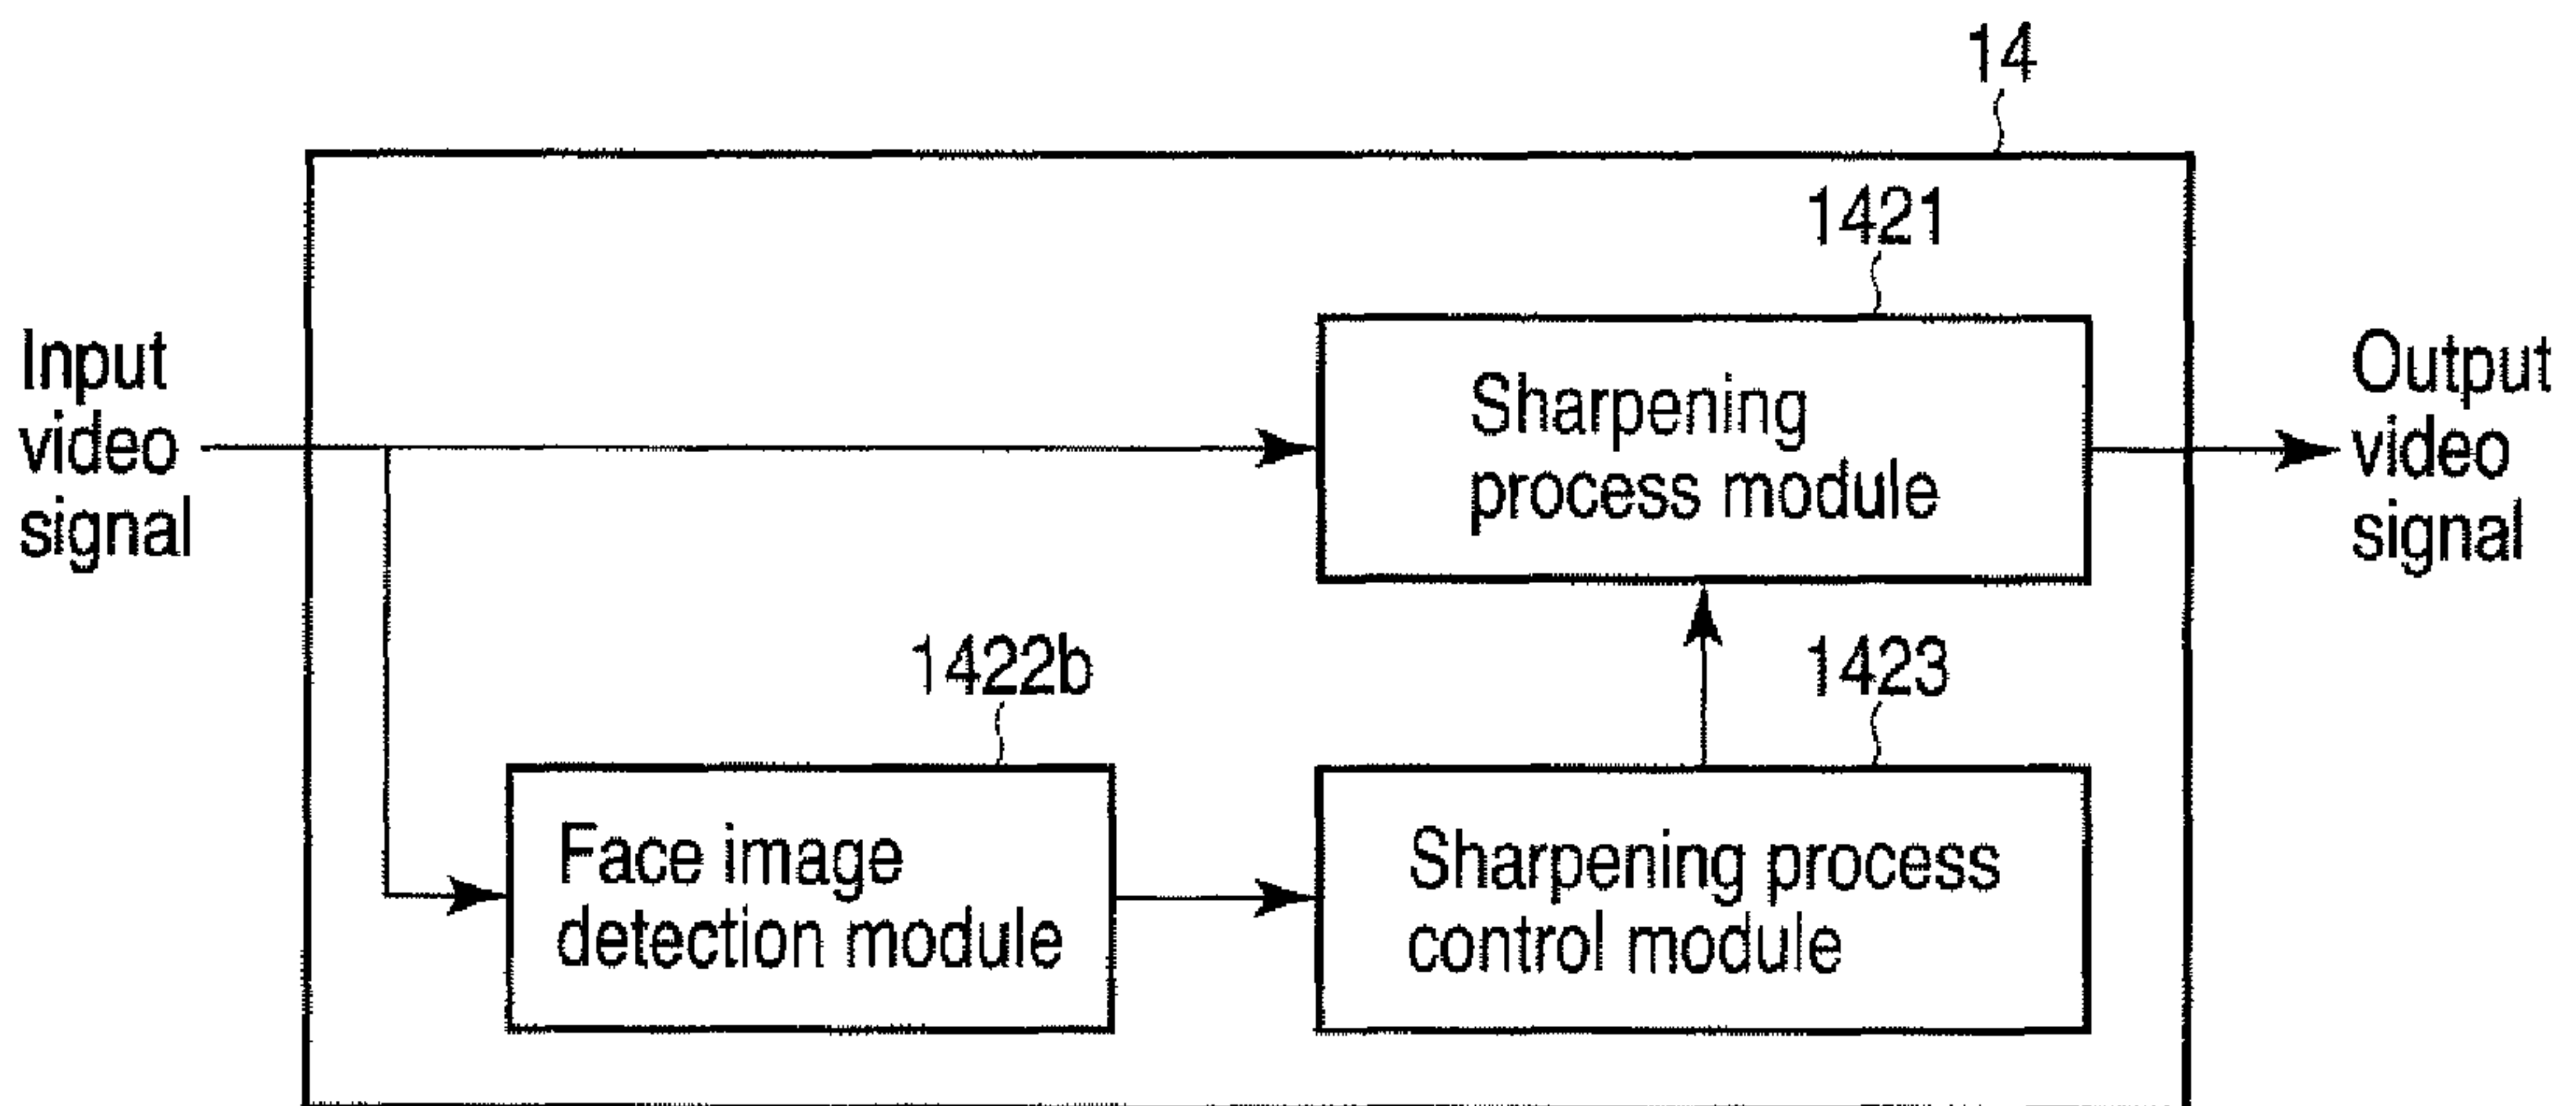 14
1421
Input
video
signal
Sharpening
process module
Output
video
signal
1422b
1423
Face image
detection module
Sharpening process
control module